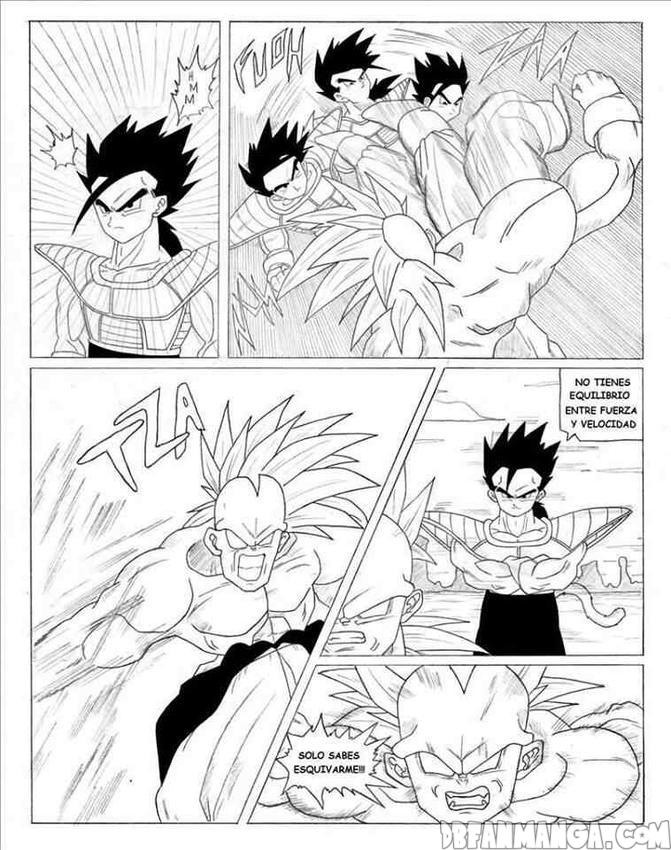 HMM
FUOH
ZAA
TZA
NO TIENES
EQUILIBRIO
ENTRE FUERZA
Y VELOCIDAD
SOLO SABES
ESQUIVARME!!!
DBFANMANGA.COM